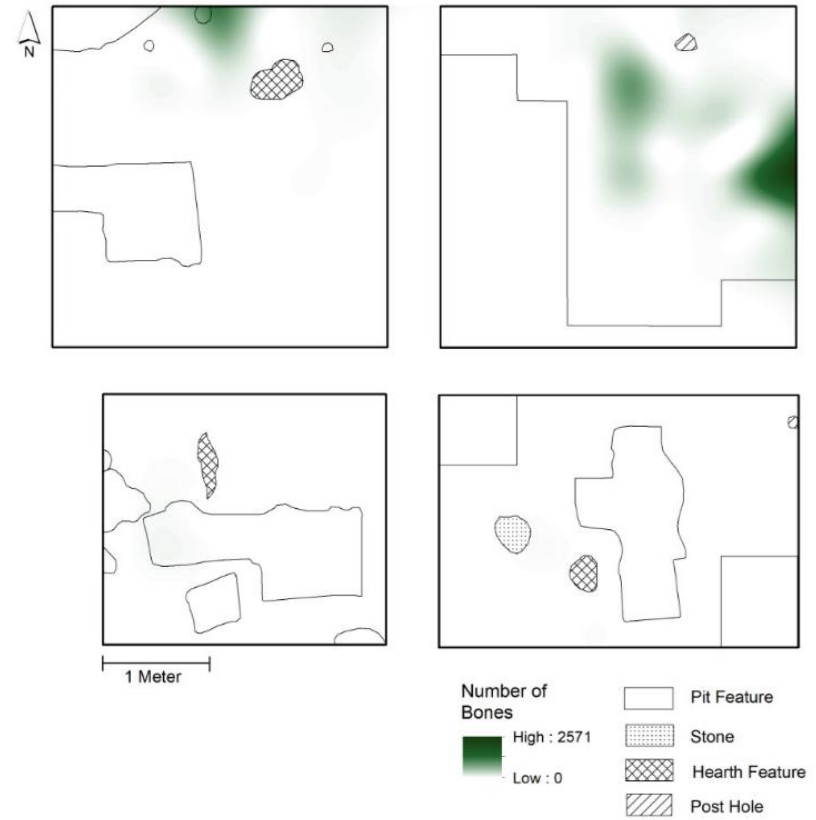 N
1 Meter
Number of
Bones
High : 2571
Low : 0
Pit Feature
Stone
Hearth Feature
Post Hole